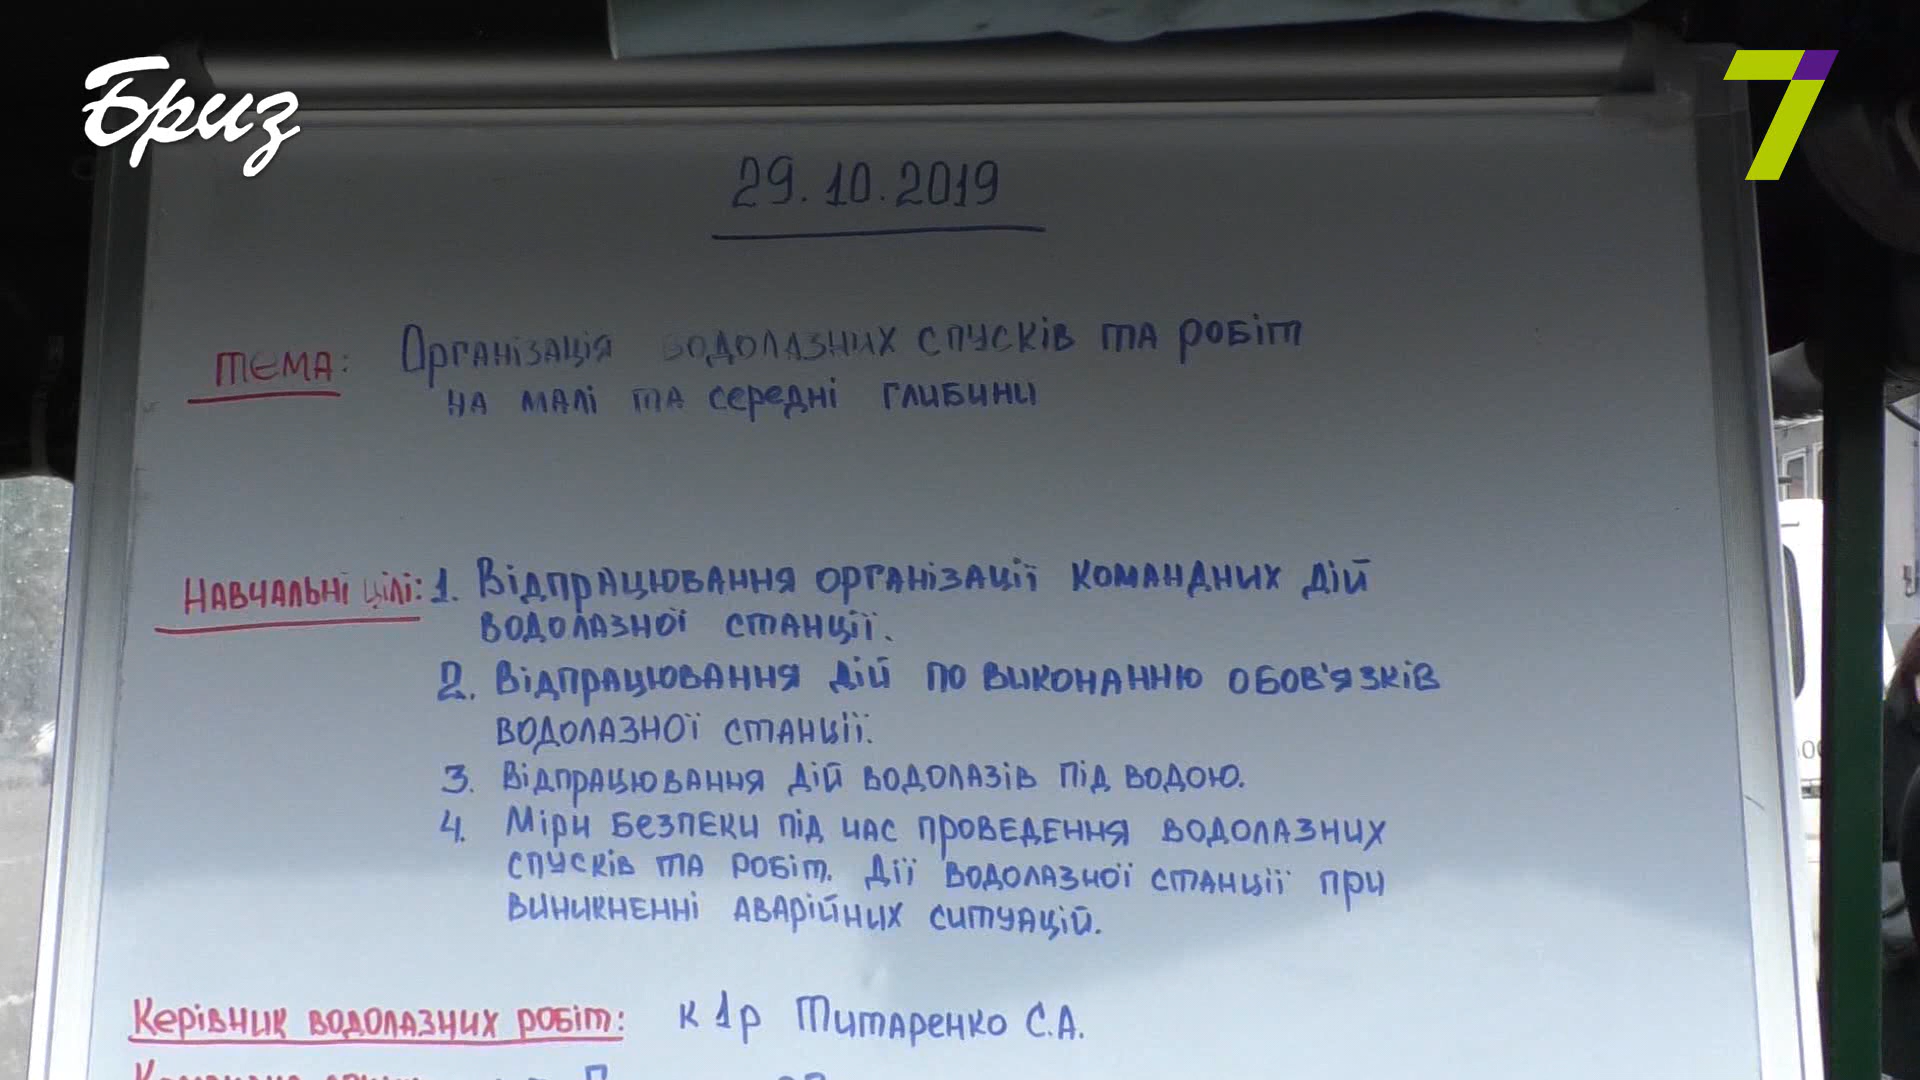 Бриз
7
29.10.2019
Тема: Організація водолазних спусків та робіт
на малі та середні глибини
Навчальні цілі: 1. Відпрацювання організації командних дій
водолазної станції.
2. Відпрацювання дій по виконанню обов'язків
водолазної станції.
3. Відпрацювання дій водолазів під водою.
4. Міри безпеки під час проведення водолазних
спусків та робіт. Дії водолазної станції при
виникненні аварійних ситуацій.
Керівник водолазних робіт: к 1р Титаренко С.А.